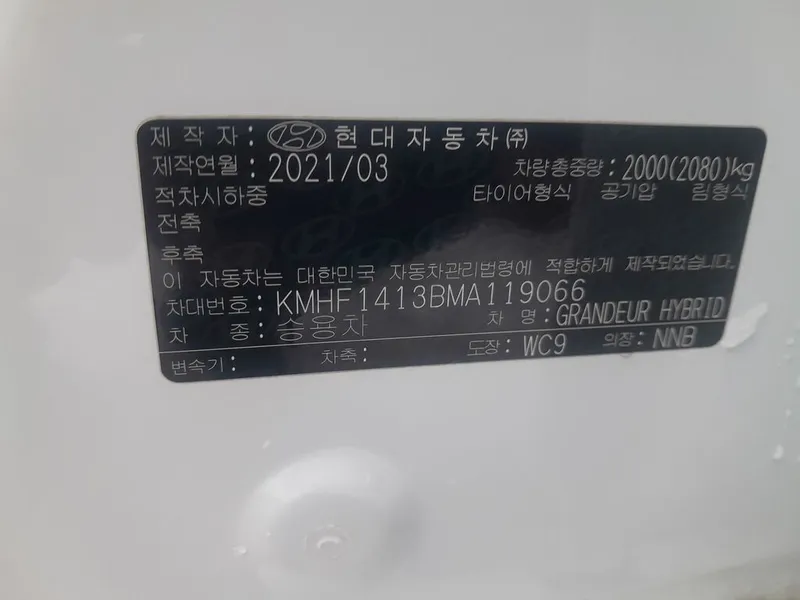 제 작 자 : 현대자동차(주)
제작연월 : 2021/03 차량총중량 : 2000(2080)kg
적차시하중 타이어형식 공기압 림형식
전축
후축
이 자동차는 대한민국 자동차관리법령에 적합하게 제작되었습니다.
차대번호 : KMHF1413BMA119066
차 종 : 승용차 차 명 : GRANDEUR HYBRID
변속기 : 차축 : 도장 : WC9 의장 : NNB